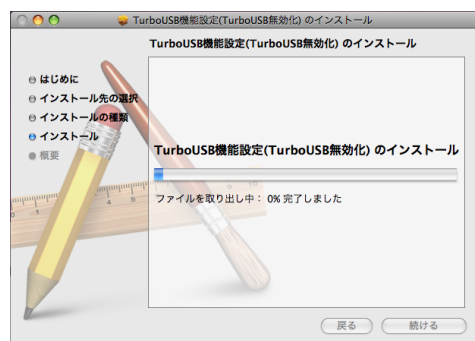 TurboUSB機能設定(TurboUSB無効化) のインストール
TurboUSB機能設定(TurboUSB無効化) のインストール
はじめに
インストール先の選択
インストールの種類
インストール
概要
TurboUSB機能設定(TurboUSB無効化) のインストール
ファイルを取り出し中： 0% 完了しました
戻る
続ける